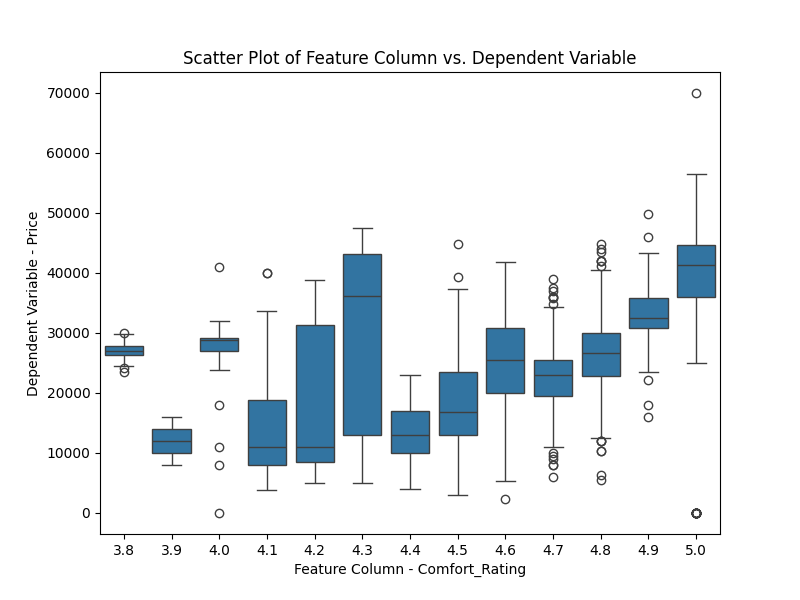 Scatter Plot of Feature Column vs. Dependent Variable
70000
60000
50000
40000
30000
20000
10000
0
Dependent Variable - Price
3.8 3.9 4.0 4.1 4.2 4.3 4.4 4.5 4.6 4.7 4.8 4.9 5.0
Feature Column - Comfort_Rating